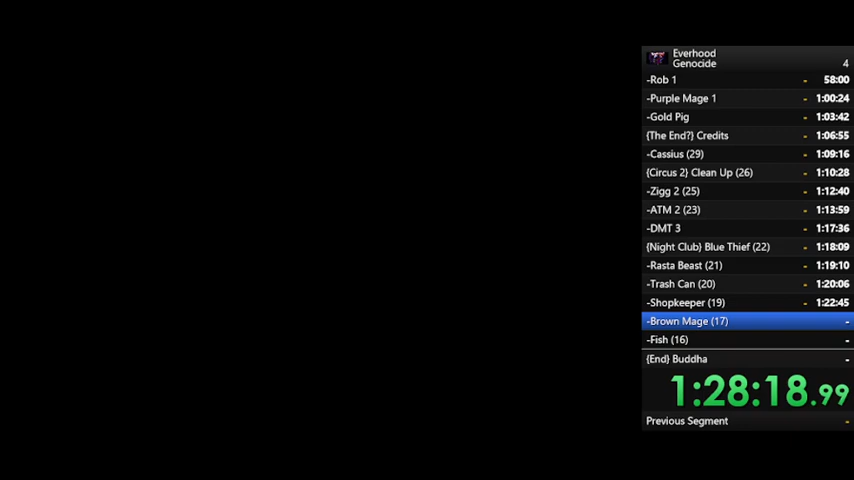 Everhood
Genocide 4
-Rob 1 - 58:00
-Purple Mage 1 - 1:00:24
-Gold Pig - 1:03:42
{The End?} Credits - 1:06:55
-Cassius (29) - 1:09:16
{Circus 2} Clean Up (26) - 1:10:28
-Zigg 2 (25) - 1:12:40
-ATM 2 (23) - 1:13:59
-DMT 3 - 1:17:36
{Night Club} Blue Thief (22) - 1:18:09
-Rasta Beast (21) - 1:19:10
-Trash Can (20) - 1:20:06
-Shopkeeper (19) - 1:22:45
-Brown Mage (17) -
-Fish (16) -
{End} Buddha -
1:28:18.99
Previous Segment -